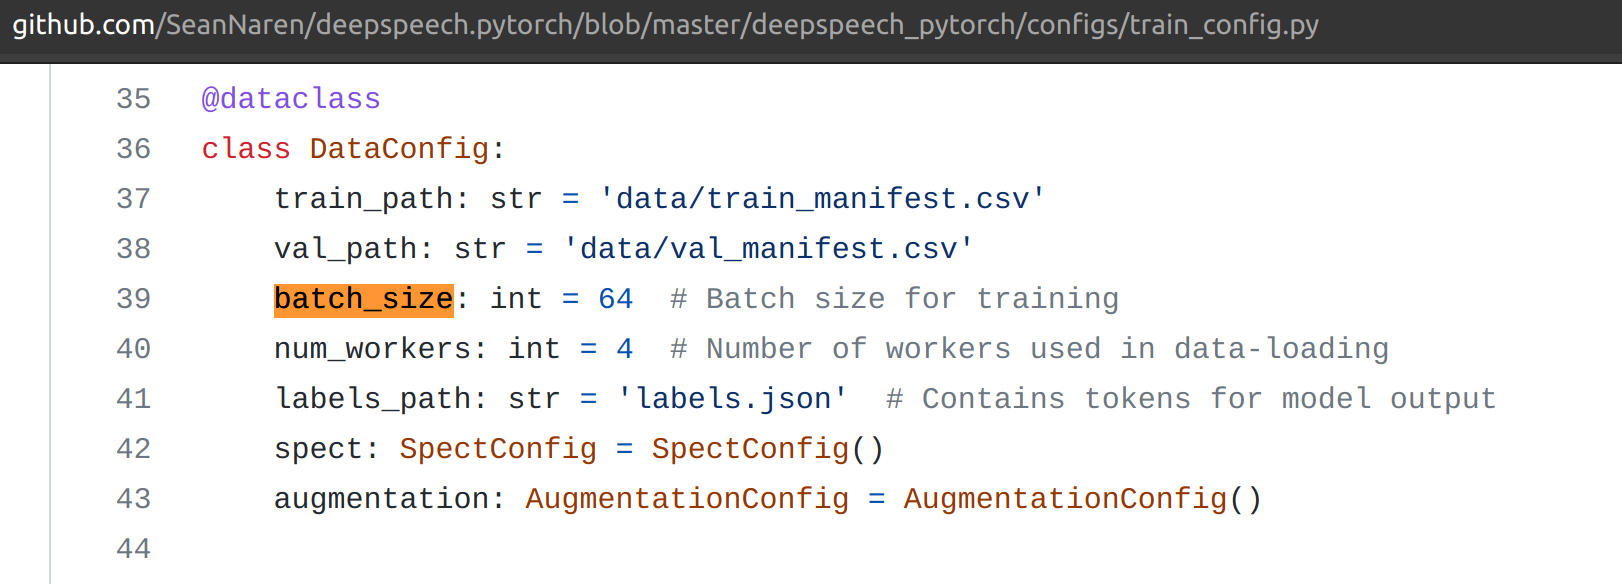 github.com/SeanNaren/deepspeech.pytorch/blob/master/deepspeech_pytorch/configs/train_config.py
35 @dataclass
36 class DataConfig:
37 train_path: str = 'data/train_manifest.csv'
38 val_path: str = 'data/val_manifest.csv'
39 batch_size: int = 64 # Batch size for training
40 num_workers: int = 4 # Number of workers used in data-loading
41 labels_path: str = 'labels.json' # Contains tokens for model output
42 spect: SpectConfig = SpectConfig()
43 augmentation: AugmentationConfig = AugmentationConfig()
44